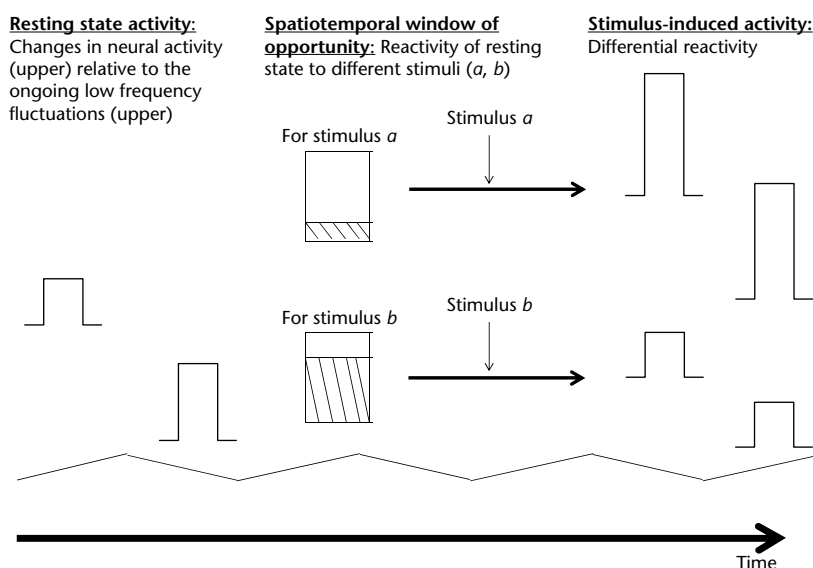 Resting state activity:
Changes in neural activity
(upper) relative to the
ongoing low frequency
fluctuations (upper)
Spatiotemporal window of
opportunity: Reactivity of resting
state to different stimuli (a, b)
Stimulus-induced activity:
Differential reactivity
For stimulus a
Stimulus a
For stimulus b
Stimulus b
Time